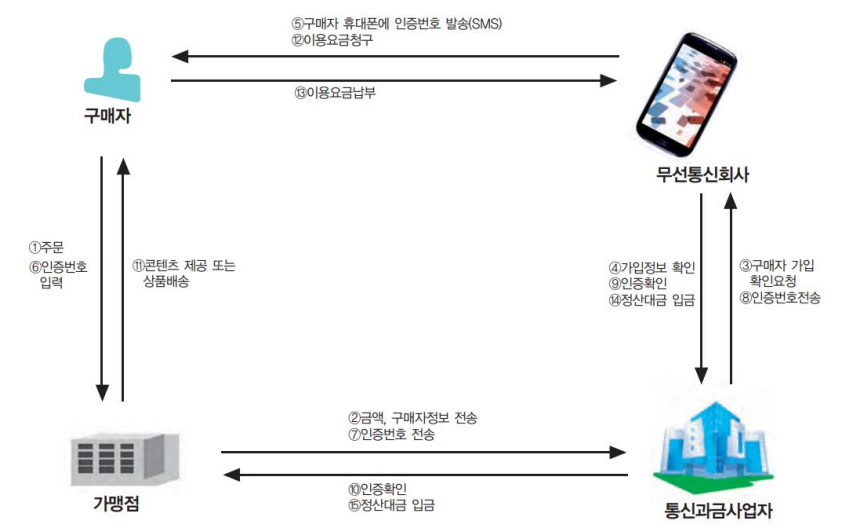 ⑤구매자 휴대폰에 인증번호 발송(SMS)
⑫이용요금청구
⑬이용요금납부
구매자
무선통신회사
①주문
⑥인증번호
입력
⑪콘텐츠 제공 또는
상품배송
④가입정보 확인
⑨인증확인
⑭정산대금 입금
③구매자 가입
확인요청
⑧인증번호전송
②금액, 구매자정보 전송
⑦인증번호 전송
⑩인증확인
⑮정산대금 입금
가맹점
통신과금사업자